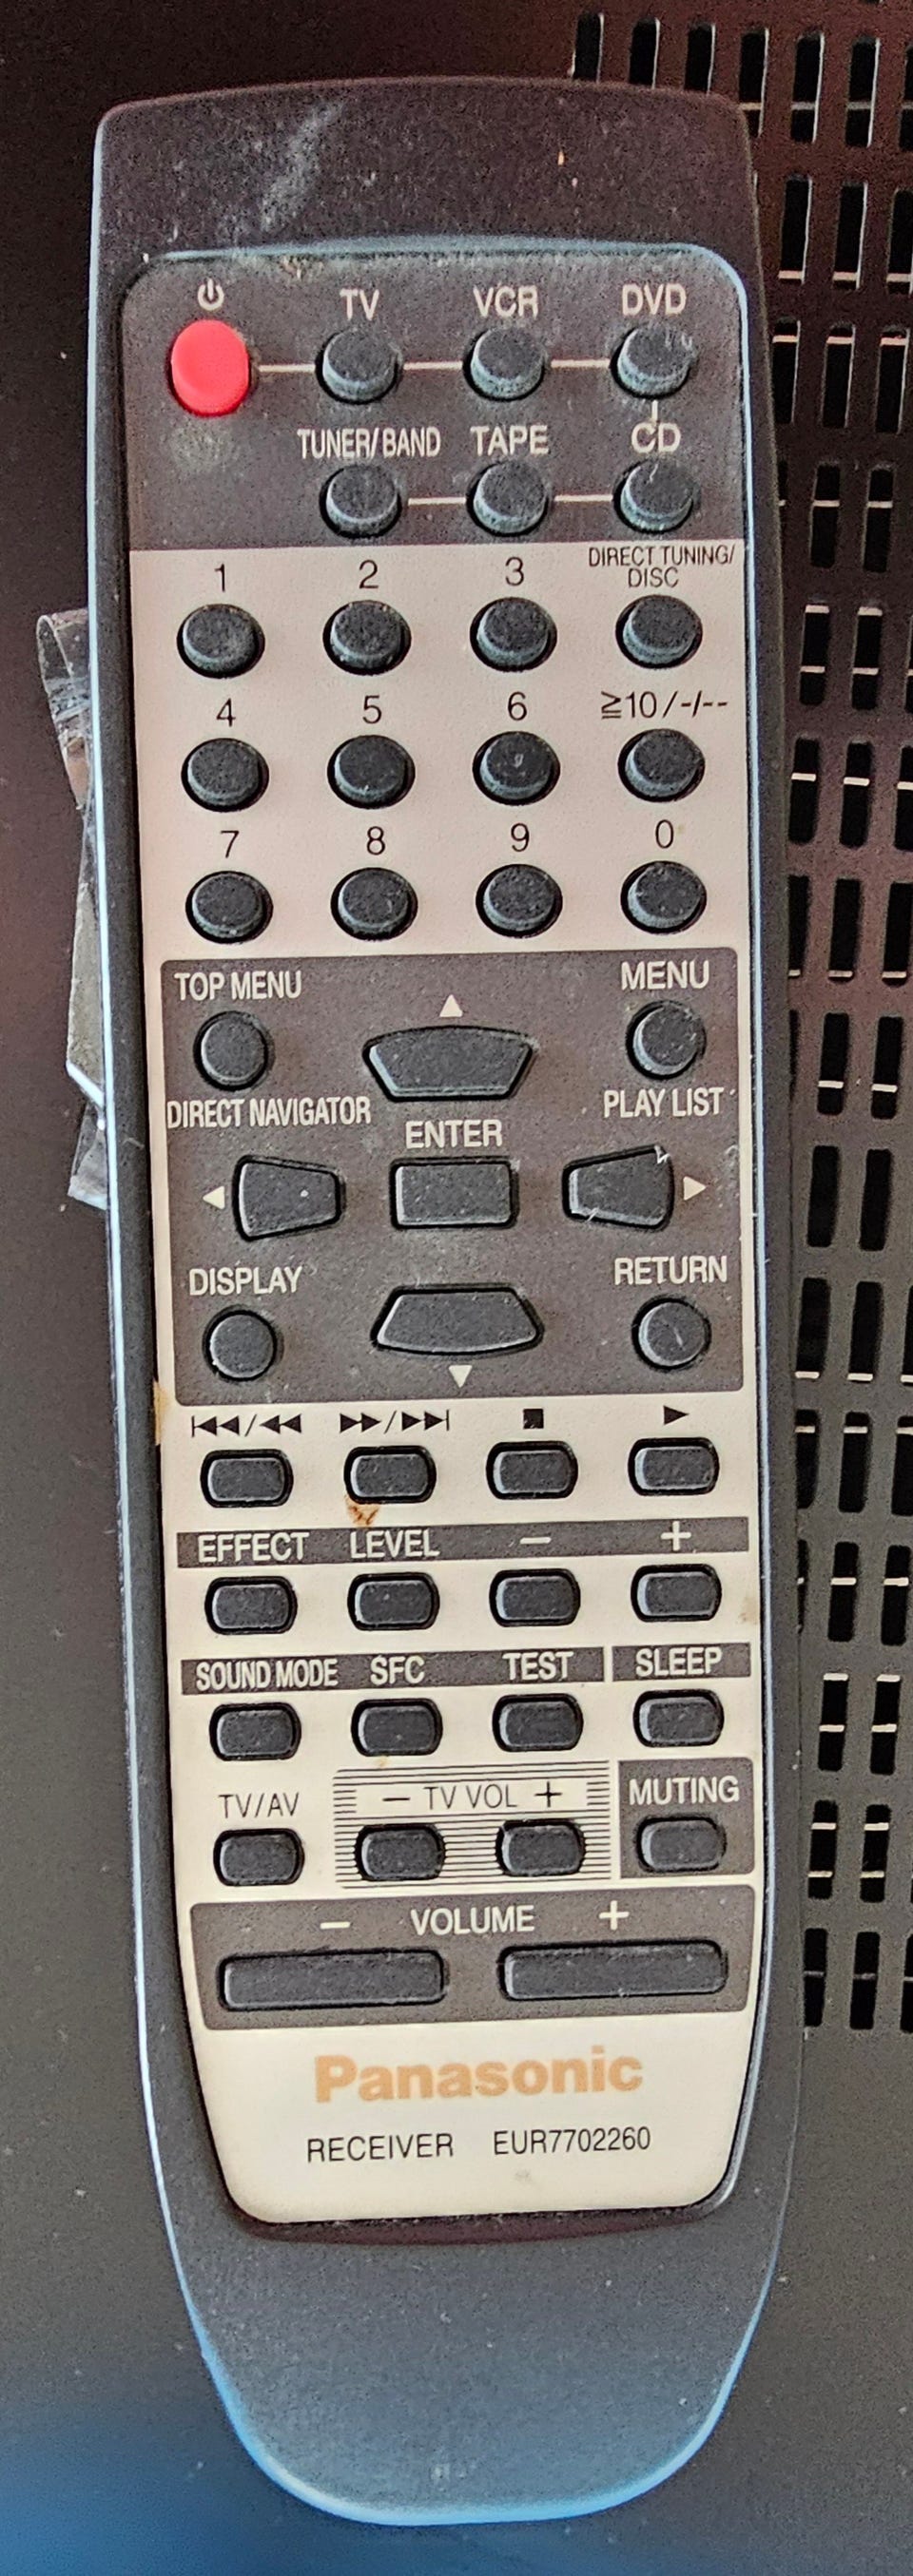 TV VCR DVD
TUNER/BAND TAPE CD
DIRECT TUNING/
DISC
1 2 3
4 5 6 ≧10/-/--
7 8 9 0
TOP MENU MENU
DIRECT NAVIGATOR PLAY LIST
ENTER
DISPLAY RETURN
EFFECT LEVEL − +
SOUND MODE SFC TEST SLEEP
TV/AV − TV VOL + MUTING
− VOLUME +
Panasonic
RECEIVER EUR7702260